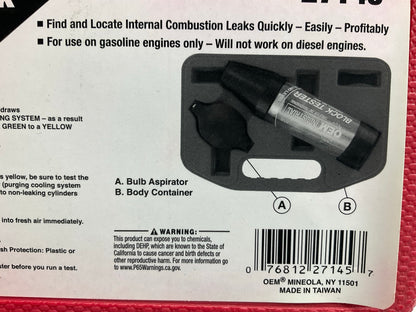 27145
■ Find and Locate Internal Combustion Leaks Quickly – Easily – Profitably
■ For use on gasoline engines only – Will not work on diesel engines.
draws
NG SYSTEM – as a result
GREEN to a YELLOW
BLOCK TESTER
OEM
s yellow, be sure to test the
(purging cooling system
to non-leaking cylinders
into fresh air immediately.
sh Protection: Plastic or
ster before you run a test.
A. Bulb Aspirator
B. Body Container
A
B
⚠ WARNING:
This product can expose you to chemicals,
including DEHP, which are known to the State of
California to cause cancer and birth defects or
other reproductive harm. For more information go
to www.P65Warnings.ca.gov.
0 76812 27145 7
OEM® MINEOLA, NY 11501
MADE IN TAIWAN